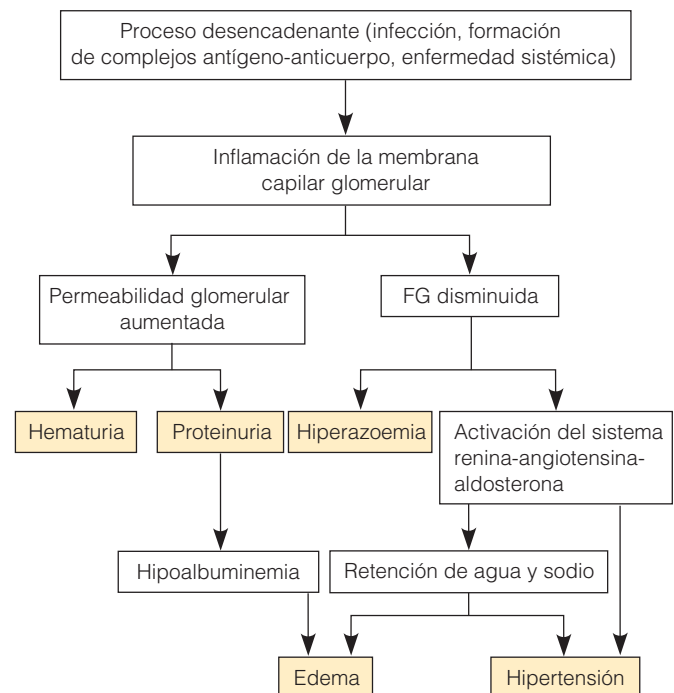 Proceso desencadenante (infección, formación
de complejos antígeno-anticuerpo, enfermedad sistémica)
Inflamación de la membrana
capilar glomerular
Permeabilidad glomerular
aumentada
FG disminuida
Hematuria
Proteinuria
Hiperazoemia
Activación del sistema
renina-angiotensina-
aldosterona
Hipoalbuminemia
Retención de agua y sodio
Edema
Hipertensión